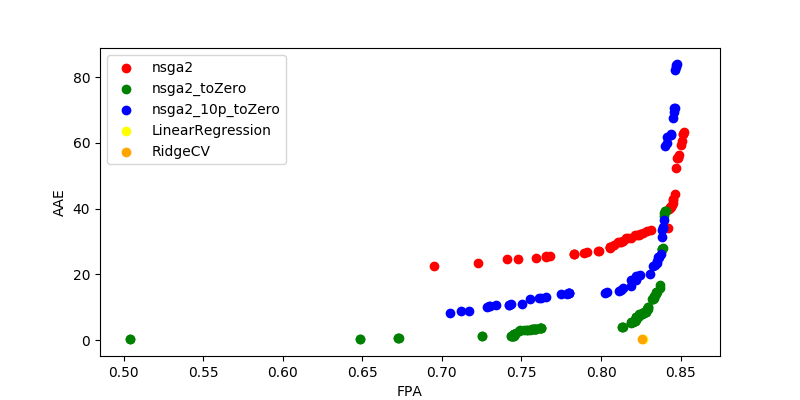 nsga2
nsga2_toZero
nsga2_10p_toZero
LinearRegression
RidgeCV
80
60
40
20
0
AAE
0.50 0.55 0.60 0.65 0.70 0.75 0.80 0.85
FPA